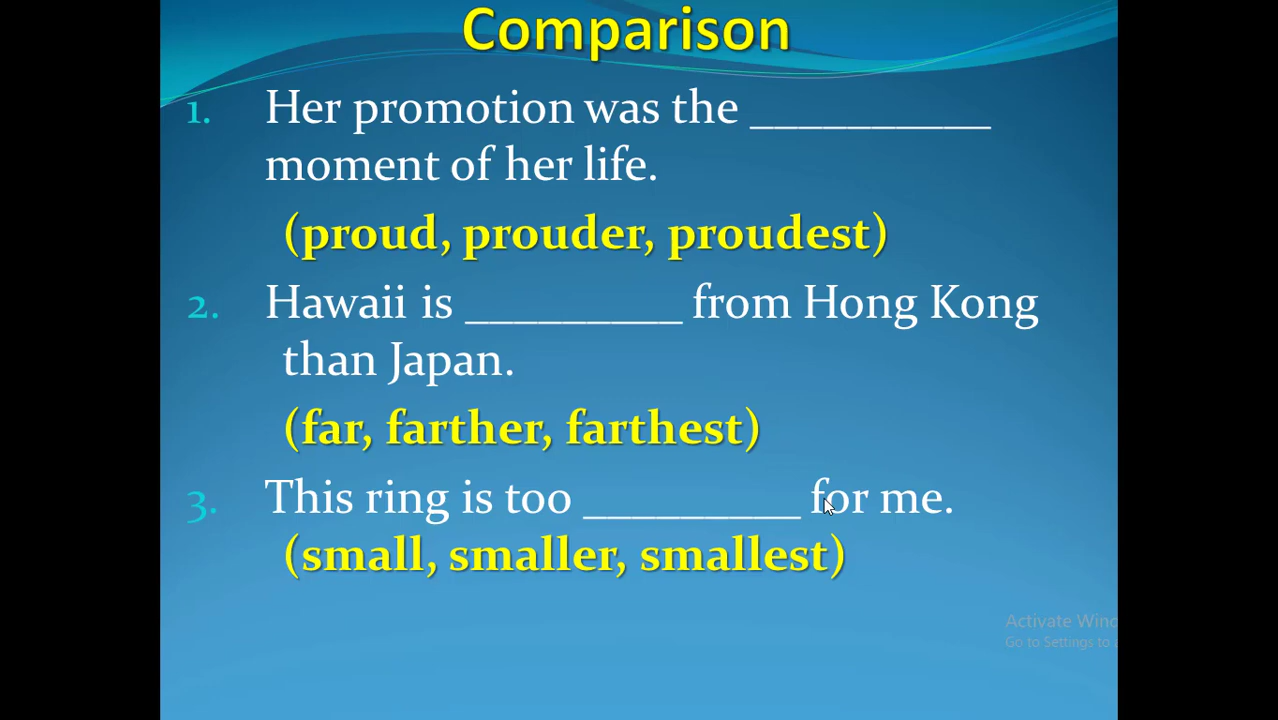 Comparison
1. Her promotion was the __________
moment of her life.
(proud, prouder, proudest)
2. Hawaii is _________ from Hong Kong
than Japan.
(far, farther, farthest)
3. This ring is too _________ for me.
(small, smaller, smallest)
Activate Wind
Go to Settings to